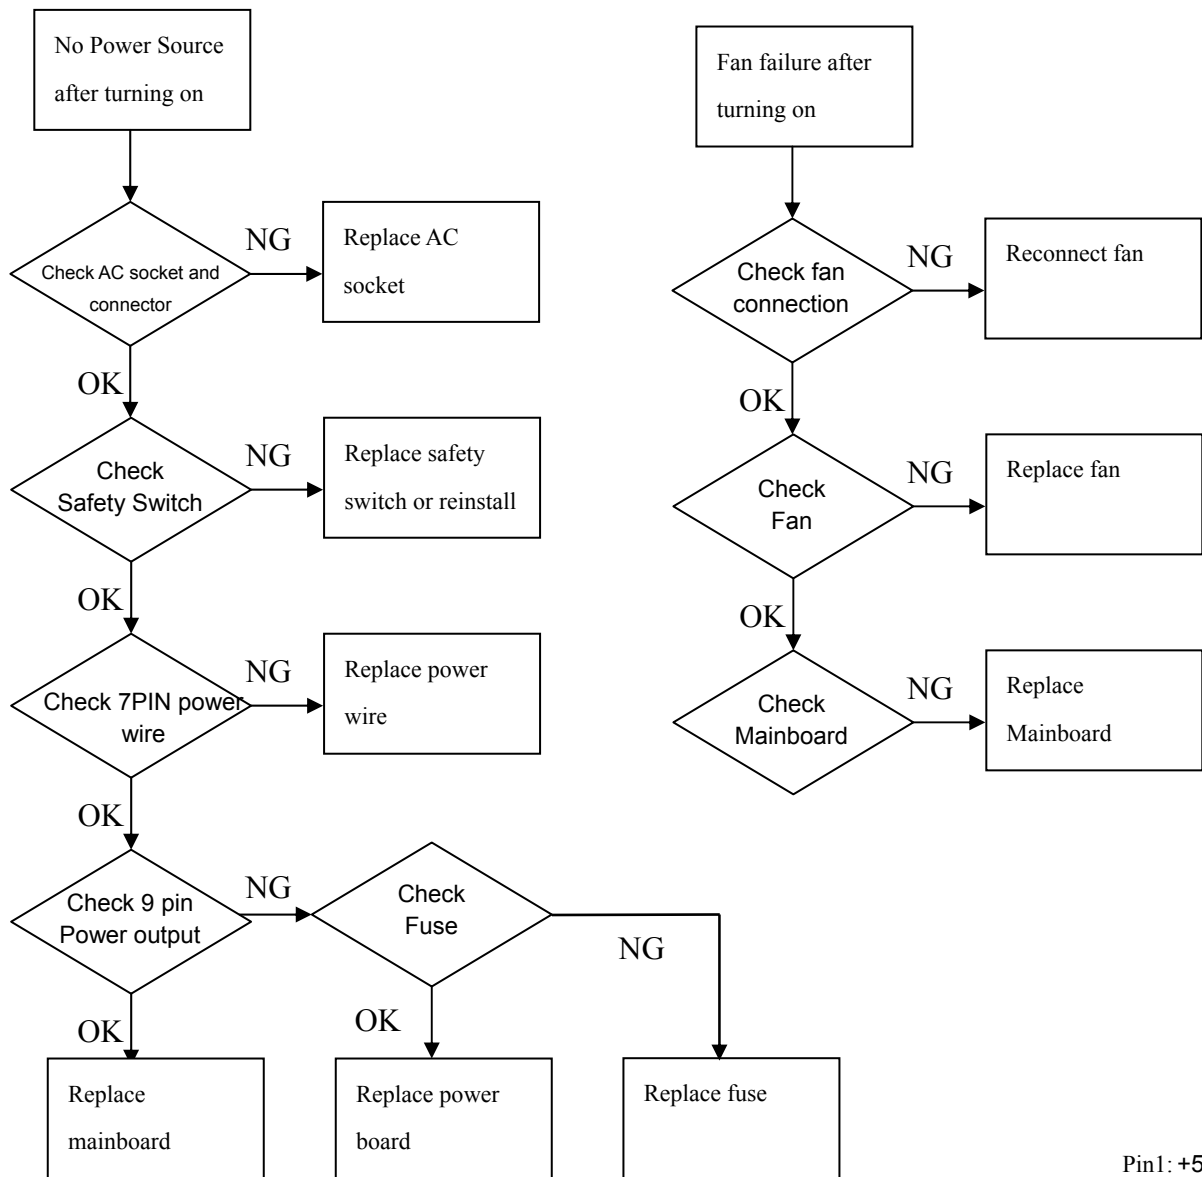 No Power Source
after turning on
Check AC socket and
connector
NG
Replace AC
socket
OK
Check
Safety Switch
NG
Replace safety
switch or reinstall
OK
Check 7PIN power
wire
NG
Replace power
wire
OK
Check 9 pin
Power output
NG
Check
Fuse
NG
OK
OK
Replace
mainboard
Replace power
board
Replace fuse
Fan failure after
turning on
Check fan
connection
NG
Reconnect fan
OK
Check
Fan
NG
Replace fan
OK
Check
Mainboard
NG
Replace
Mainboard
Pin1: +5